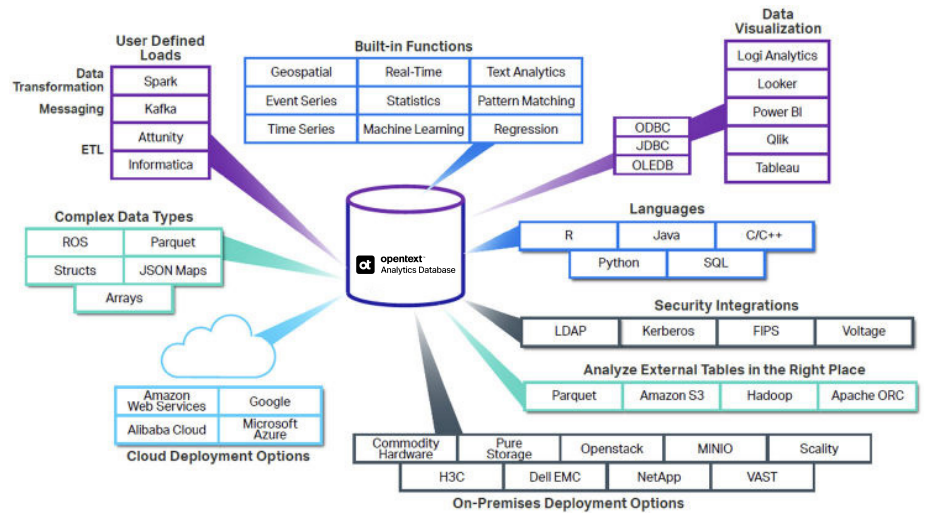 User Defined
Loads
Data
Transformation
Messaging
ETL
Spark
Kafka
Attunity
Informatica
Built-in Functions
Geospatial
Real-Time
Text Analytics
Event Series
Statistics
Pattern Matching
Time Series
Machine Learning
Regression
Data
Visualization
Logi Analytics
Looker
Power BI
Qlik
Tableau
ODBC
JDBC
OLEDB
Complex Data Types
ROS
Parquet
Structs
JSON Maps
Arrays
ot
opentext™
Analytics Database
Languages
R
Java
C/C++
Python
SQL
Security Integrations
LDAP
Kerberos
FIPS
Voltage
Analyze External Tables in the Right Place
Parquet
Amazon S3
Hadoop
Apache ORC
Amazon
Web Services
Google
Alibaba Cloud
Microsoft
Azure
Cloud Deployment Options
Commodity
Hardware
Pure
Storage
Openstack
MINIO
Scality
H3C
Dell EMC
NetApp
VAST
On-Premises Deployment Options